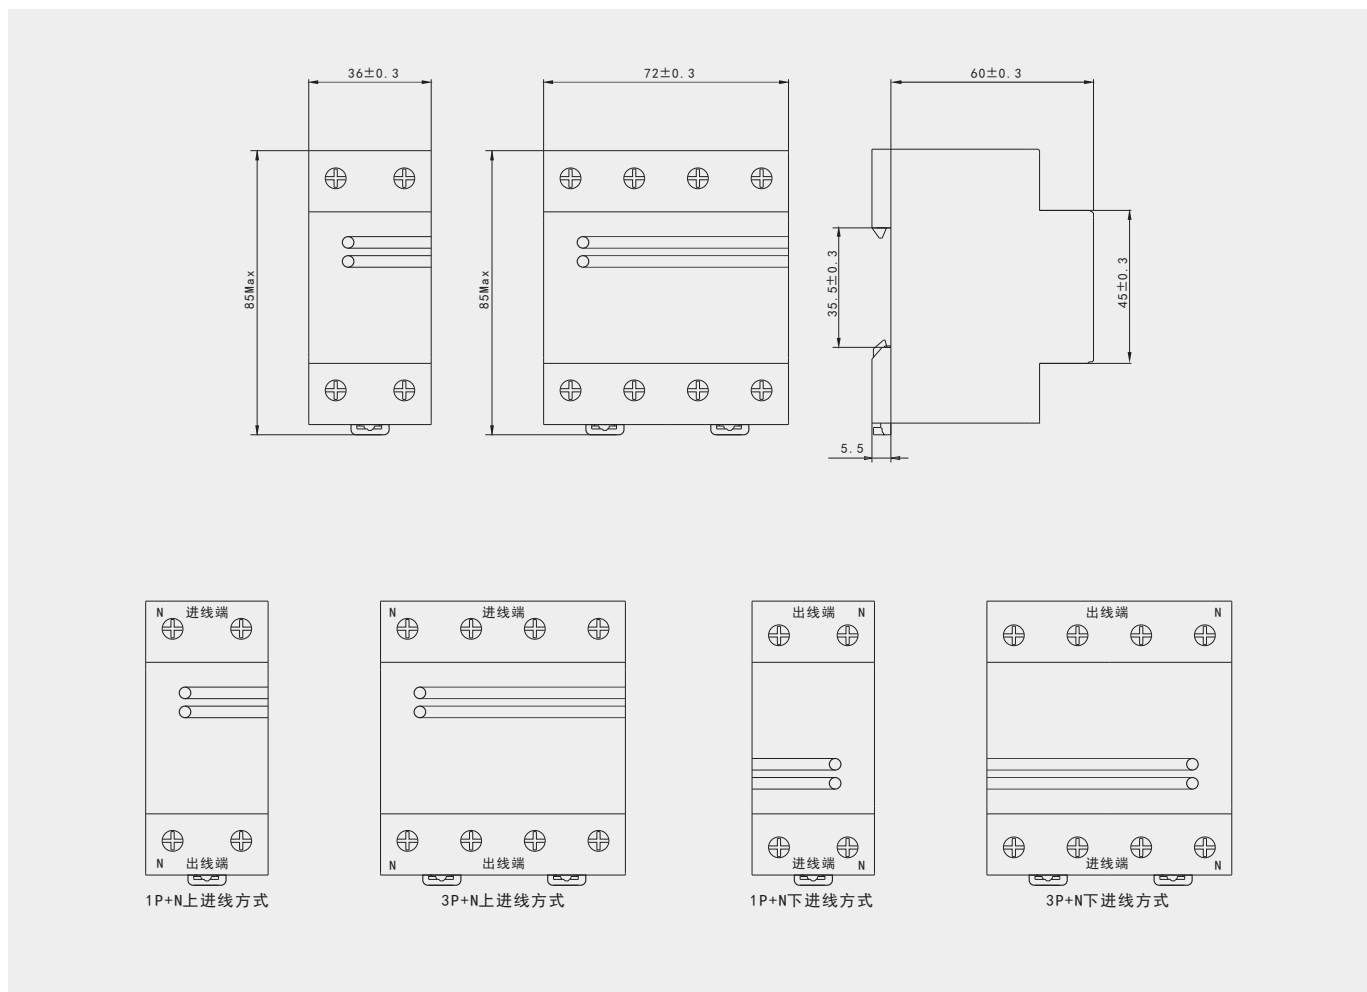 36±0.3
72±0.3
60±0.3
85Max
85Max
35.5±0.3
45±0.3
5.5
N 进线端
N 进线端
出线端 N
出线端 N
N 出线端
N 出线端
进线端 N
进线端 N
1P+N上进线方式
3P+N上进线方式
1P+N下进线方式
3P+N下进线方式